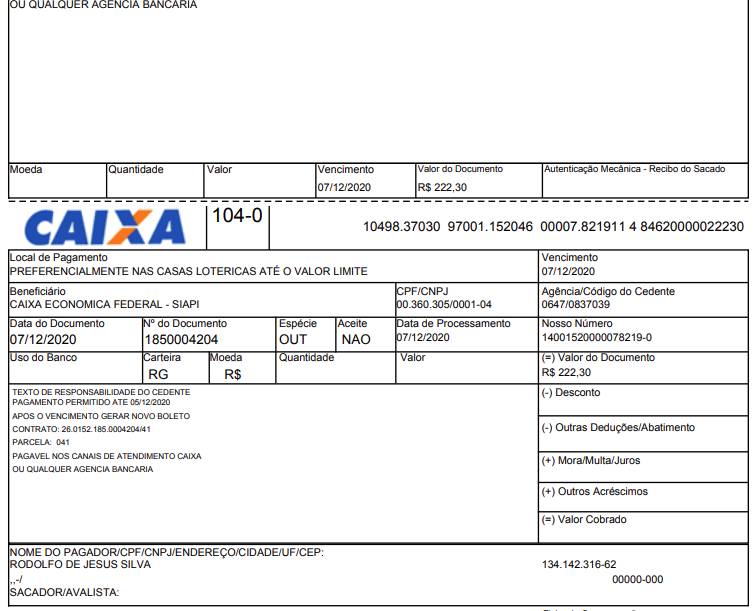 OU QUALQUER AGENCIA BANCARIA
Moeda Quantidade Valor Vencimento Valor do Documento Autenticação Mecânica - Recibo do Sacado
07/12/2020 R$ 222,30
CAIXA 104-0 10498.37030 97001.152046 00007.821911 4 84620000022230
Local de Pagamento Vencimento
PREFERENCIALMENTE NAS CASAS LOTERICAS ATÉ O VALOR LIMITE 07/12/2020
Beneficiário CPF/CNPJ Agência/Código do Cedente
CAIXA ECONOMICA FEDERAL - SIAPI 00.360.305/0001-04 0647/0837039
Data do Documento Nº do Documento Espécie Aceite Data de Processamento Nosso Número
07/12/2020 1850004204 OUT NAO 07/12/2020 14001520000078219-0
Uso do Banco Carteira Moeda Quantidade Valor (=) Valor do Documento
RG R$ R$ 222,30
TEXTO DE RESPONSABILIDADE DO CEDENTE (-) Desconto
PAGAMENTO PERMITIDO ATE 05/12/2020
APOS O VENCIMENTO GERAR NOVO BOLETO
CONTRATO: 26.0152.185.0004204/41 (-) Outras Deduções/Abatimento
PARCELA: 041
PAGAVEL NOS CANAIS DE ATENDIMENTO CAIXA (+) Mora/Multa/Juros
OU QUALQUER AGENCIA BANCARIA
(+) Outros Acréscimos
(=) Valor Cobrado
NOME DO PAGADOR/CPF/CNPJ/ENDEREÇO/CIDADE/UF/CEP:
RODOLFO DE JESUS SILVA 134.142.316-62
,,-/ 00000-000
SACADOR/AVALISTA: